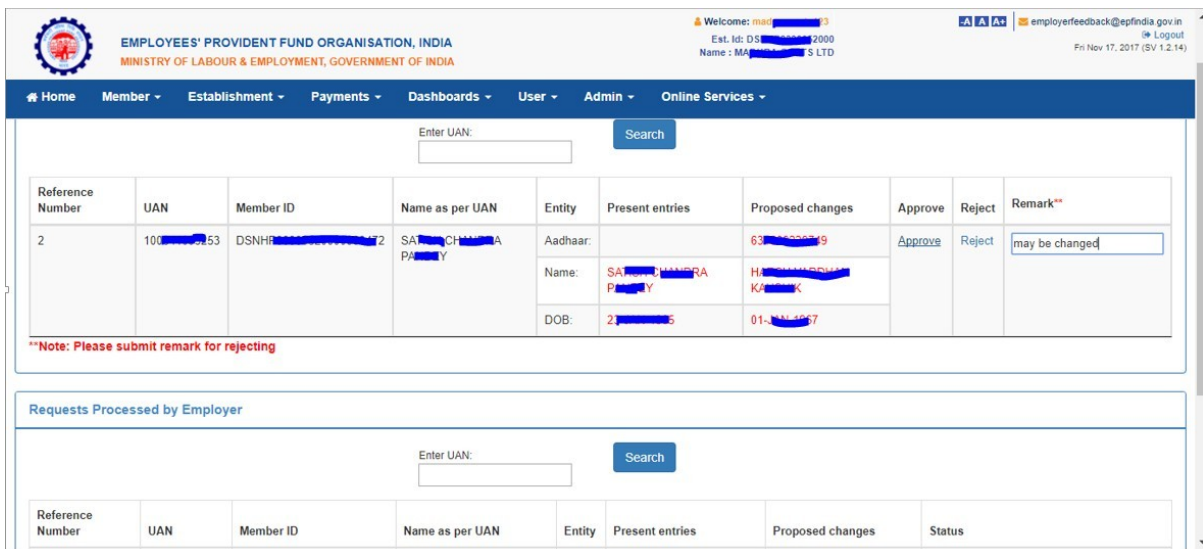 Welcome:
-A A A+ employerfeedback@epfindia.gov.in
EMPLOYEES' PROVIDENT FUND ORGANISATION, INDIA
Est. Id:
Logout
MINISTRY OF LABOUR & EMPLOYMENT, GOVERNMENT OF INDIA
Name : LTD
Fri Nov 17, 2017 (SV 1.2.14)
Home Member Establishment Payments Dashboards User Admin Online Services
Enter UAN:
Search
Reference Number UAN Member ID Name as per UAN Entity Present entries Proposed changes Approve Reject Remark**
2 Aadhaar: Approve Reject may be changed
Name:
DOB:
**Note: Please submit remark for rejecting
Requests Processed by Employer
Enter UAN:
Search
Reference Number UAN Member ID Name as per UAN Entity Present entries Proposed changes Status